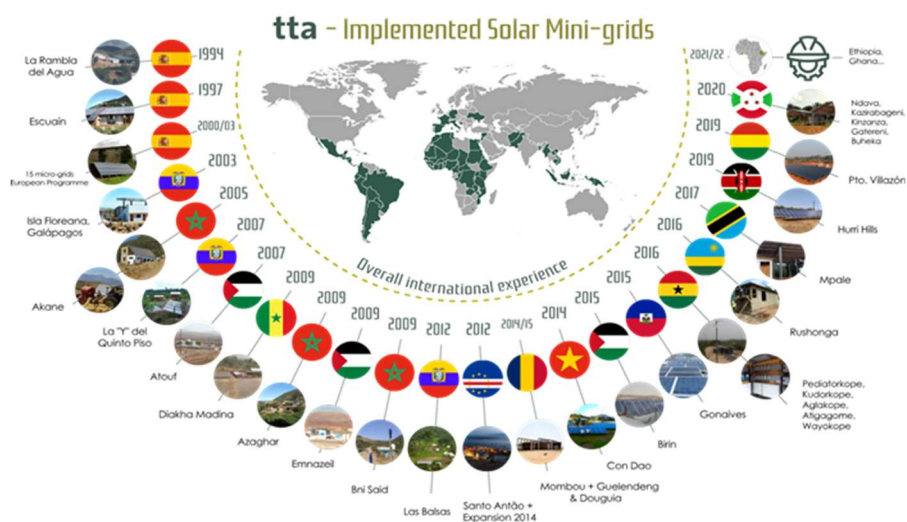 tta - Implemented Solar Mini-grids
La Rambla
del Agua
1994
Escuaín
1997
15 micro-grids
European Programme
2000/03
Isla Floreana,
Galápagos
2003
Akane
2005
La "Y" del
Quinto Piso
2007
Atouf
2007
Diakha Madina
2009
Azaghar
2009
Emnazeil
2009
Bni Said
2009
Las Balsas
2012
Santo Antão +
Expansion 2014
2012
Mombou + Guelendeng
& Douguia
2014/15
Con Dao
2014
Birin
2015
Gonaives
2015
Pediatorkope,
Kudorkope,
Aglakope,
Atigagome,
Wayokope
2016
Rushonga
2016
Mpale
2017
Hurri Hills
2019
Pto. Villazón
2019
Ndava,
Kazirabageni,
Kinzanza,
Gatereni,
Buheka
2020
Ethiopia,
Ghana...
2021/22
Overall international experience